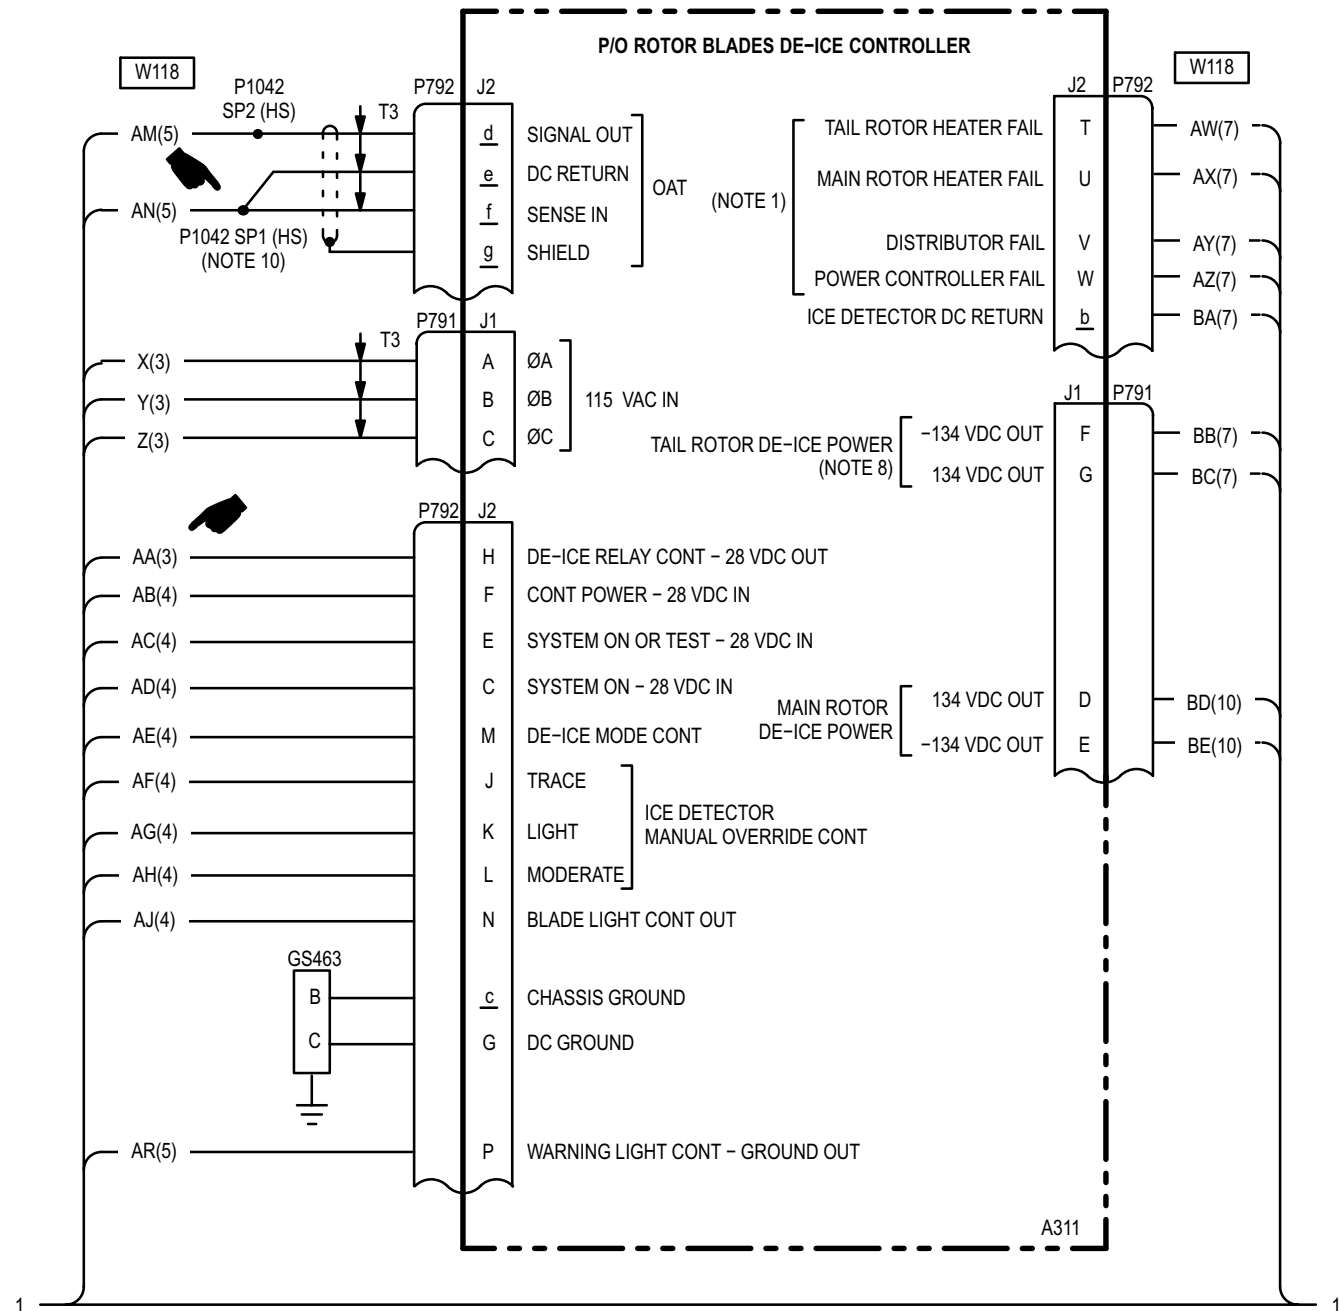 P/O ROTOR BLADES DE−ICE CONTROLLER
W118
P1042
SP2 (HS)
T3
P792 J2
AM(5) d SIGNAL OUT
e DC RETURN
OAT
AN(5) f SENSE IN
P1042 SP1 (HS)
(NOTE 10)
g SHIELD
P791 J1
T3
X(3) A ØA
Y(3) B ØB 115 VAC IN
Z(3) C ØC
P792 J2
AA(3) H DE−ICE RELAY CONT − 28 VDC OUT
AB(4) F CONT POWER − 28 VDC IN
AC(4) E SYSTEM ON OR TEST − 28 VDC IN
AD(4) C SYSTEM ON − 28 VDC IN
AE(4) M DE−ICE MODE CONT
AF(4) J TRACE
AG(4) K LIGHT
AH(4) L MODERATE
ICE DETECTOR
MANUAL OVERRIDE CONT
AJ(4) N BLADE LIGHT CONT OUT
GS463
B c CHASSIS GROUND
C G DC GROUND
AR(5) P WARNING LIGHT CONT − GROUND OUT
W118
J2 P792
(NOTE 1)
TAIL ROTOR HEATER FAIL T AW(7)
MAIN ROTOR HEATER FAIL U AX(7)
DISTRIBUTOR FAIL V AY(7)
POWER CONTROLLER FAIL W AZ(7)
ICE DETECTOR DC RETURN b BA(7)
J1 P791
TAIL ROTOR DE−ICE POWER
(NOTE 8)
−134 VDC OUT F BB(7)
134 VDC OUT G BC(7)
MAIN ROTOR
DE−ICE POWER
134 VDC OUT D BD(10)
−134 VDC OUT E BE(10)
A311
1 1